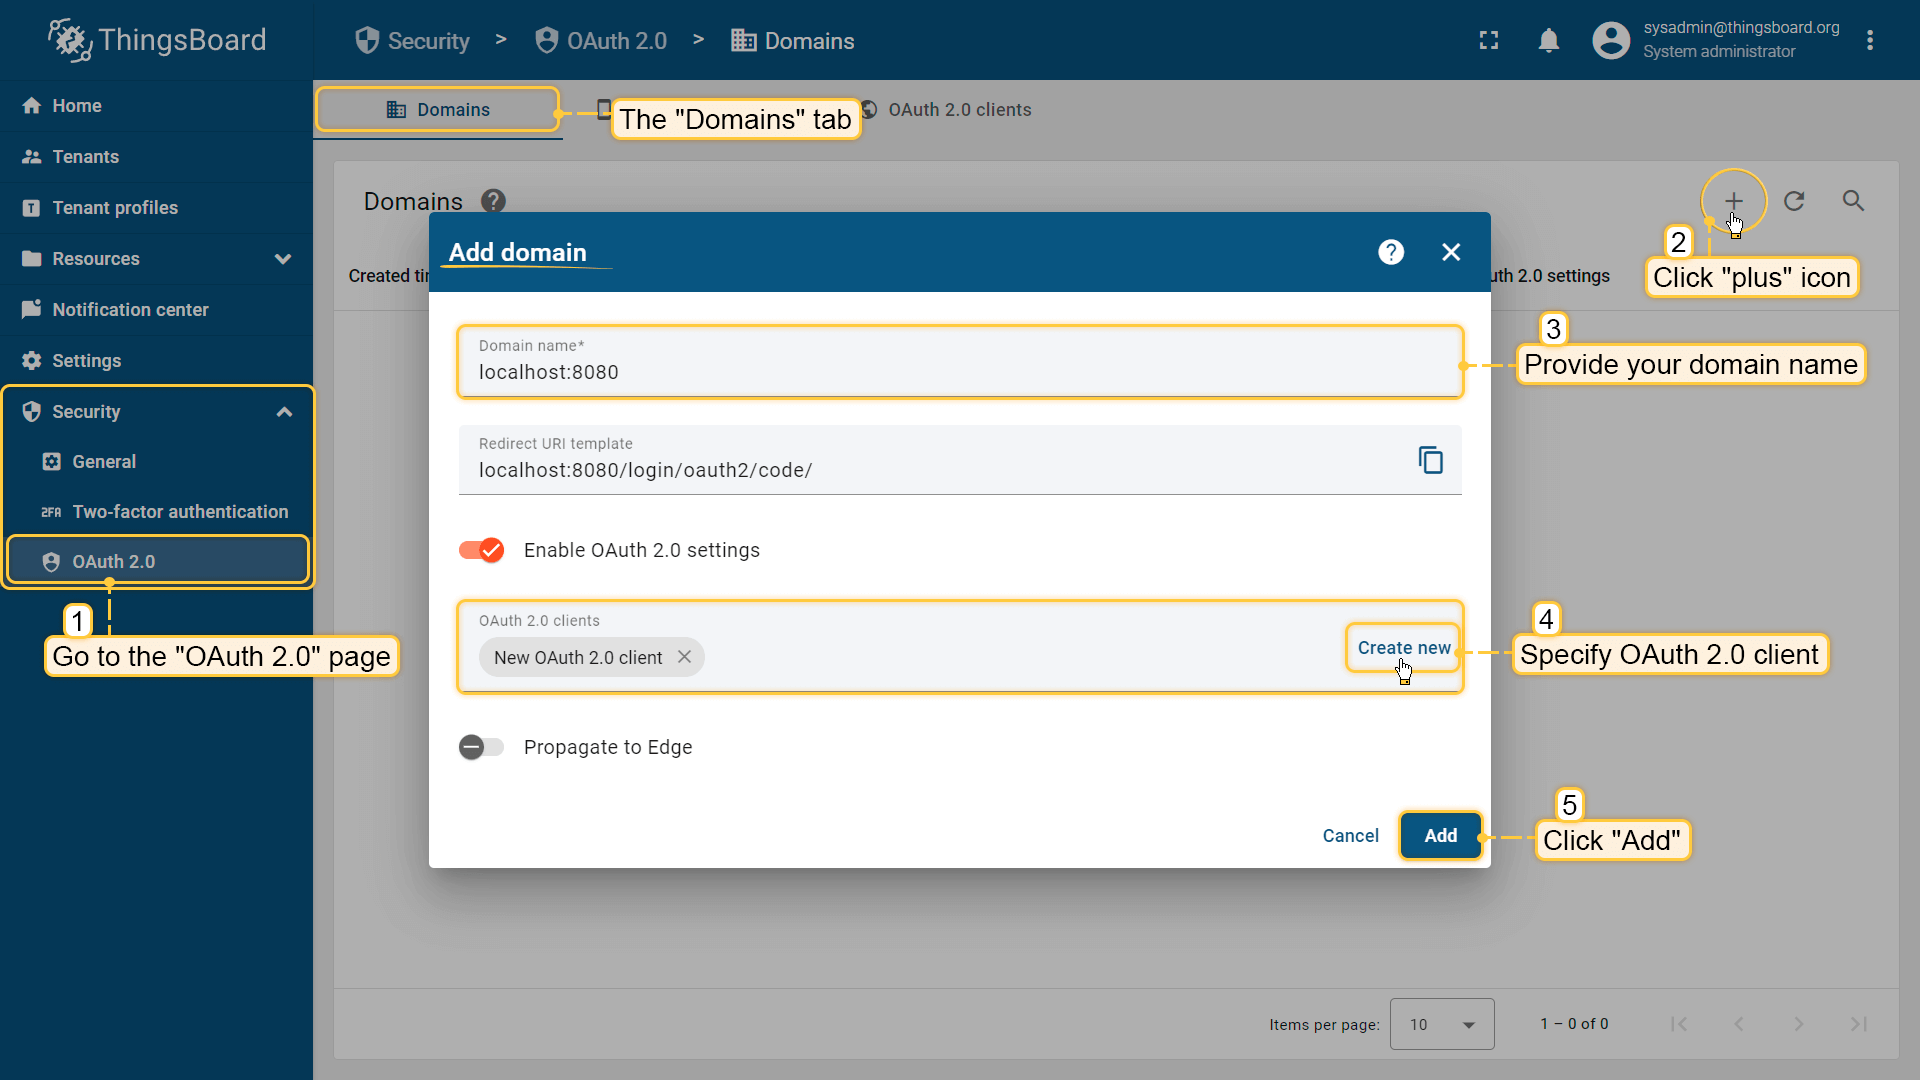 ThingsBoard
Security > OAuth 2.0 > Domains
sysadmin@thingsboard.org
System administrator
Home
Tenants
Tenant profiles
Resources
Notification center
Settings
Security
General
2FA Two-factor authentication
OAuth 2.0
1
Go to the "OAuth 2.0" page
Domains
The "Domains" tab
OAuth 2.0 clients
Domains
2
Click "plus" icon
Created
2.0 settings
Add domain
Domain name*
localhost:8080
3
Provide your domain name
Redirect URI template
localhost:8080/login/oauth2/code/
Enable OAuth 2.0 settings
OAuth 2.0 clients
New OAuth 2.0 client
Create new
4
Specify OAuth 2.0 client
Propagate to Edge
Cancel
Add
5
Click "Add"
Items per page: 10
1 – 0 of 0